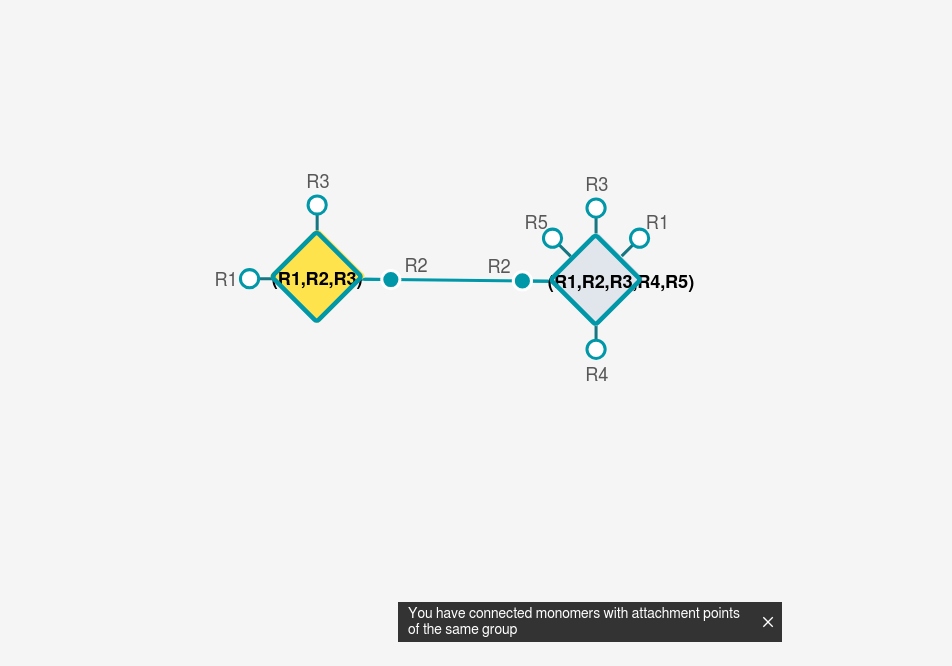 R3
R3
R5
R1
R2
R2
R1
(R1,R2,R3)
(R1,R2,R3,R4,R5)
R4
You have connected monomers with attachment points
of the same group